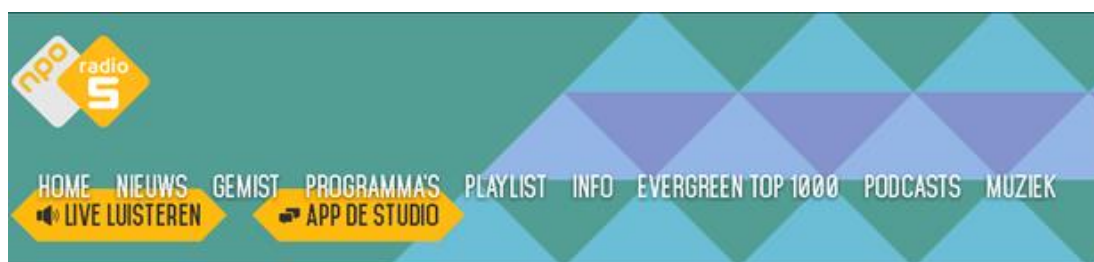 npo
radio
5
HOME NIEUWS GEMIST PROGRAMMA'S PLAYLIST INFO EVERGREEN TOP 1000 PODCASTS MUZIEK
LIVE LUISTEREN APP DE STUDIO